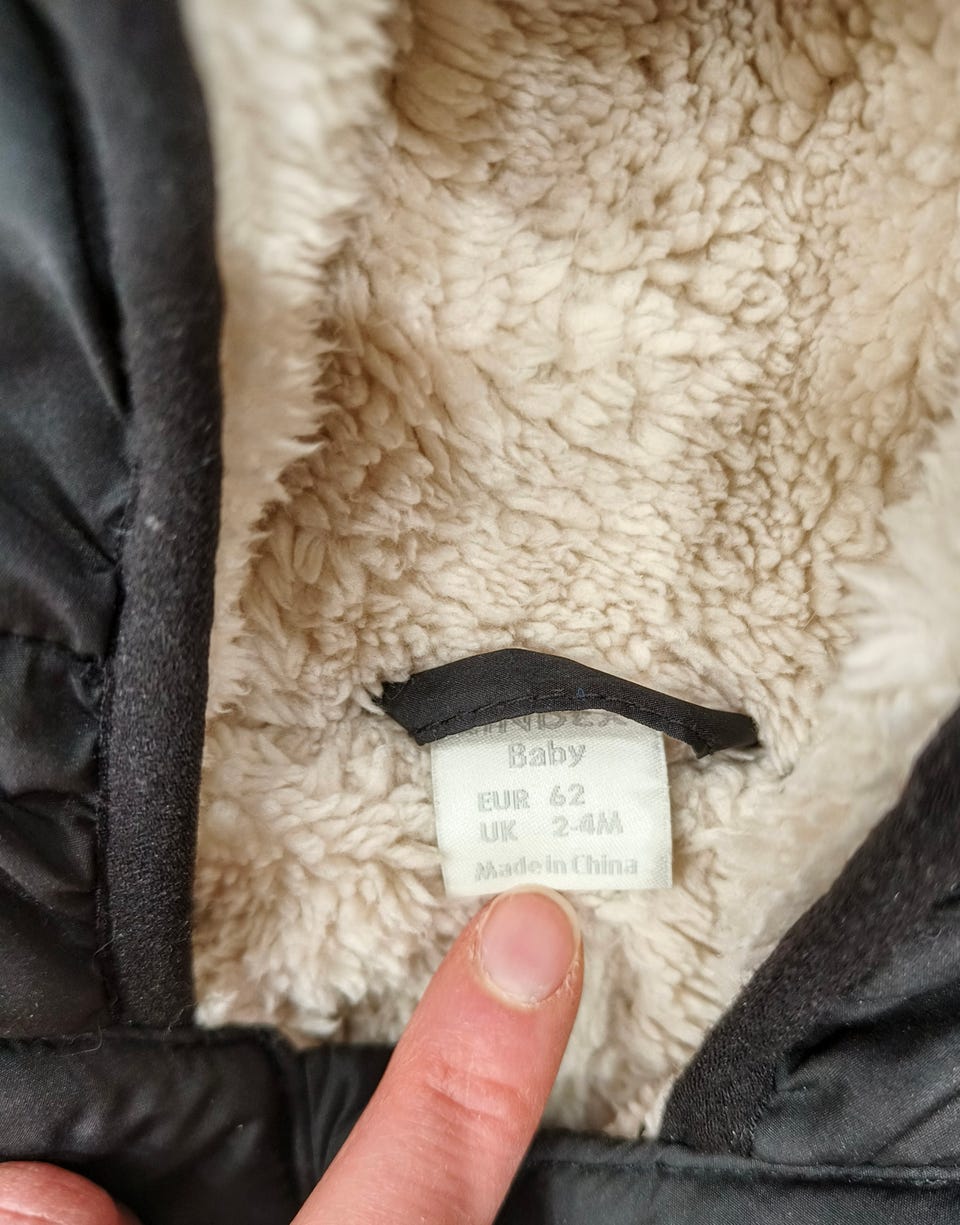 Baby
EUR 62
UK 2-4M
Made in China